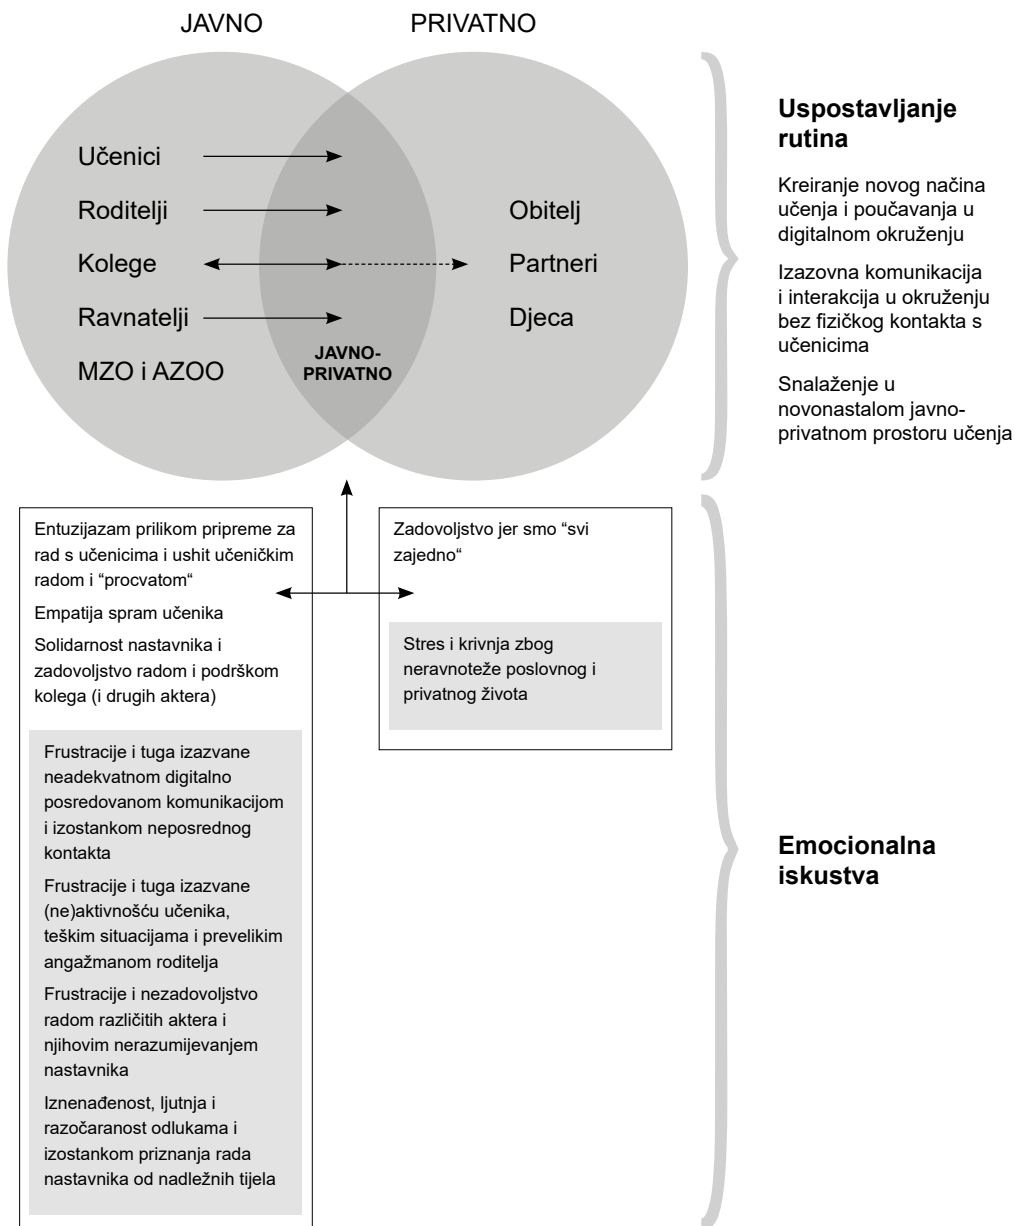 JAVNO
PRIVATNO
Učenici
Roditelji
Kolege
Ravnatelji
MZO i AZOO
JAVNO-
PRIVATNO
Obitelj
Partneri
Djeca
Uspostavljanje
rutina
Kreiranje novog načina
učenja i poučavanja u
digitalnom okruženju
Izazovna komunikacija
i interakcija u okruženju
bez fizičkog kontakta s
učenicima
Snalaženje u
novonastalom javno-
privatnom prostoru učenja
Entuzijazam prilikom pripreme za
rad s učenicima i ushit učeničkim
radom i “procvatom“
Empatija spram učenika
Solidarnost nastavnika i
zadovoljstvo radom i podrškom
kolega (i drugih aktera)
Frustracije i tuga izazvane
neadekvatnom digitalno
posredovanom komunikacijom
i izostankom neposrednog
kontakta
Frustracije i tuga izazvane
(ne)aktivnošću učenika,
teškim situacijama i prevelikim
angažmanom roditelja
Frustracije i nezadovoljstvo
radom različitih aktera i
njihovim nerazumijevanjem
nastavnika
Iznenađenost, ljutnja i
razočaranost odlukama i
izostankom priznanja rada
nastavnika od nadležnih tijela
Zadovoljstvo jer smo “svi
zajedno“
Stres i krivnja zbog
neravnoteže poslovnog i
privatnog života
Emocionalna
iskustva